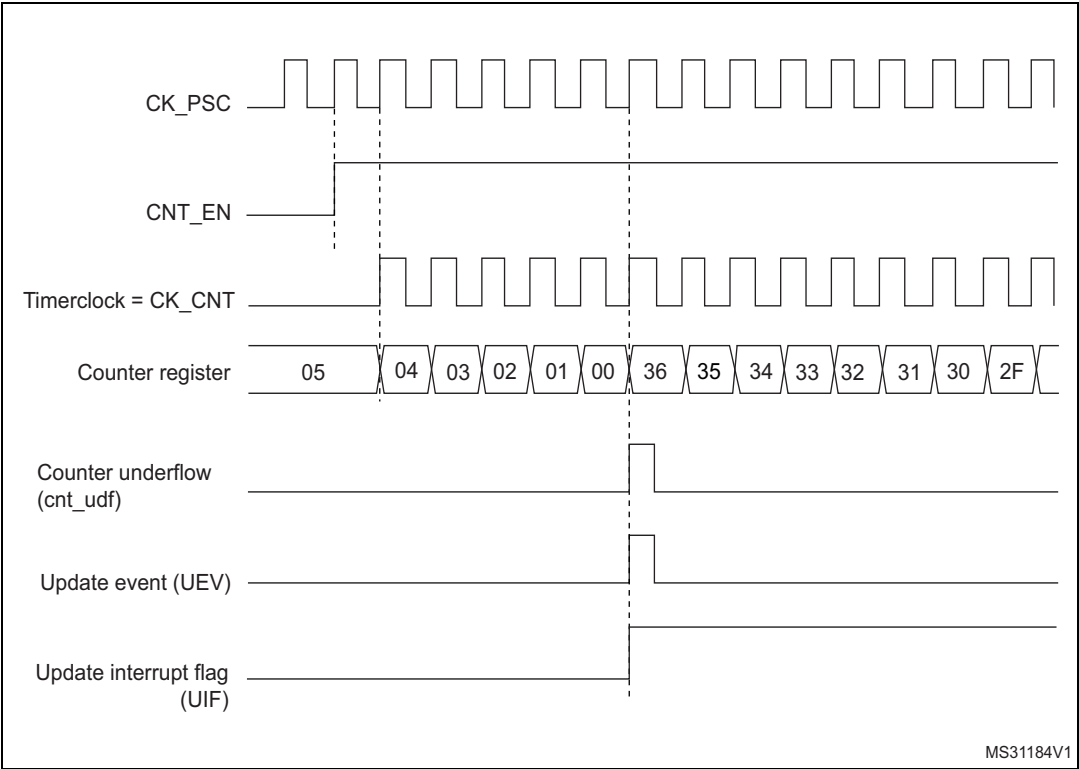 CK_PSC
CNT_EN
Timerclock = CK_CNT
Counter register 05 04 03 02 01 00 36 35 34 33 32 31 30 2F
Counter underflow
(cnt_udf)
Update event (UEV)
Update interrupt flag
(UIF)
MS31184V1